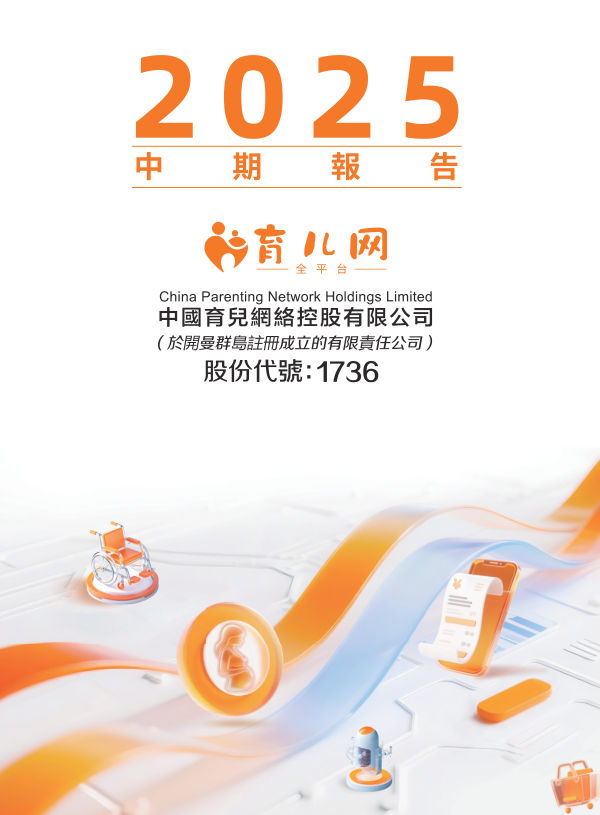 2025
中期報告
育儿网
全平台
China Parenting Network Holdings Limited
中國育兒網絡控股有限公司
（於開曼群島註冊成立的有限責任公司）
股份代號：1736